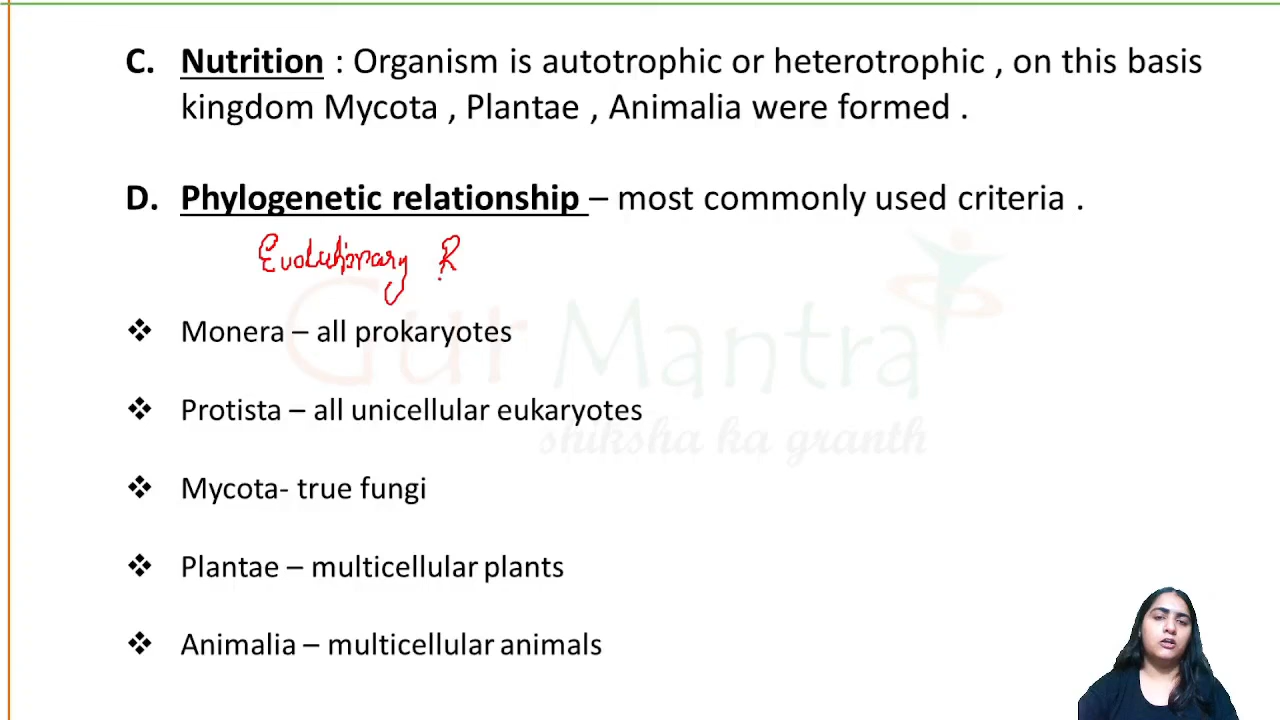 C. Nutrition : Organism is autotrophic or heterotrophic , on this basis
kingdom Mycota , Plantae , Animalia were formed .
D. Phylogenetic relationship – most commonly used criteria .
Evolutionary R
❖ Monera – all prokaryotes
❖ Protista – all unicellular eukaryotes
❖ Mycota- true fungi
❖ Plantae – multicellular plants
❖ Animalia – multicellular animals
Gur Mantra
shiksha ka granth